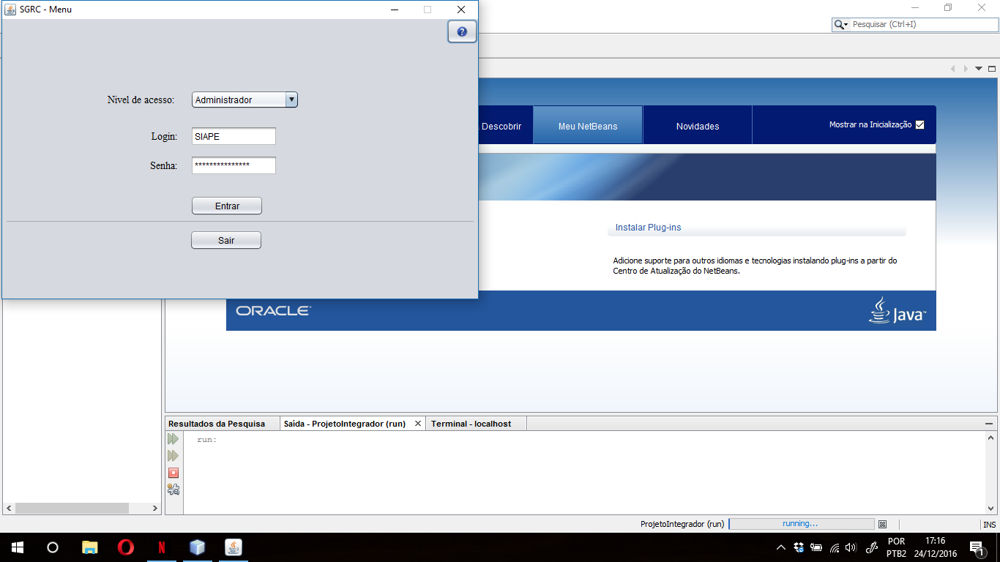 SGRC - Menu
?
Nível de acesso: Administrador
Login: SIAPE
Senha: ***************
Entrar
Sair
Pesquisar (Ctrl+I)
Descobrir
Meu NetBeans
Novidades
Mostrar na Inicialização
Instalar Plug-ins
Adicione suporte para outros idiomas e tecnologias instalando plug-ins a partir do
Centro de Atualização do NetBeans.
ORACLE
Java
Resultados da Pesquisa
Saída - ProjetoIntegrador (run)
Terminal - localhost
run:
ProjetoIntegrador (run)
running...
INS
N
POR
PTB2
17:16
24/12/2016
1